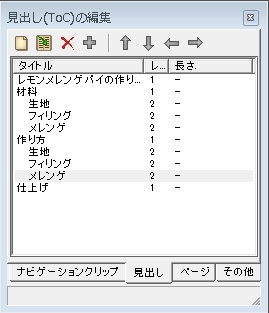 見出し(ToC)の編集
タイトル レ... 長さ
レモンメレンゲパイの作り... 1 -
材料 1 -
生地 2 -
フィリング 2 -
メレンゲ 2 -
作り方 1 -
生地 2 -
フィリング 2 -
メレンゲ 2 -
仕上げ 1 -
ナビゲーションクリップ 見出し ページ その他